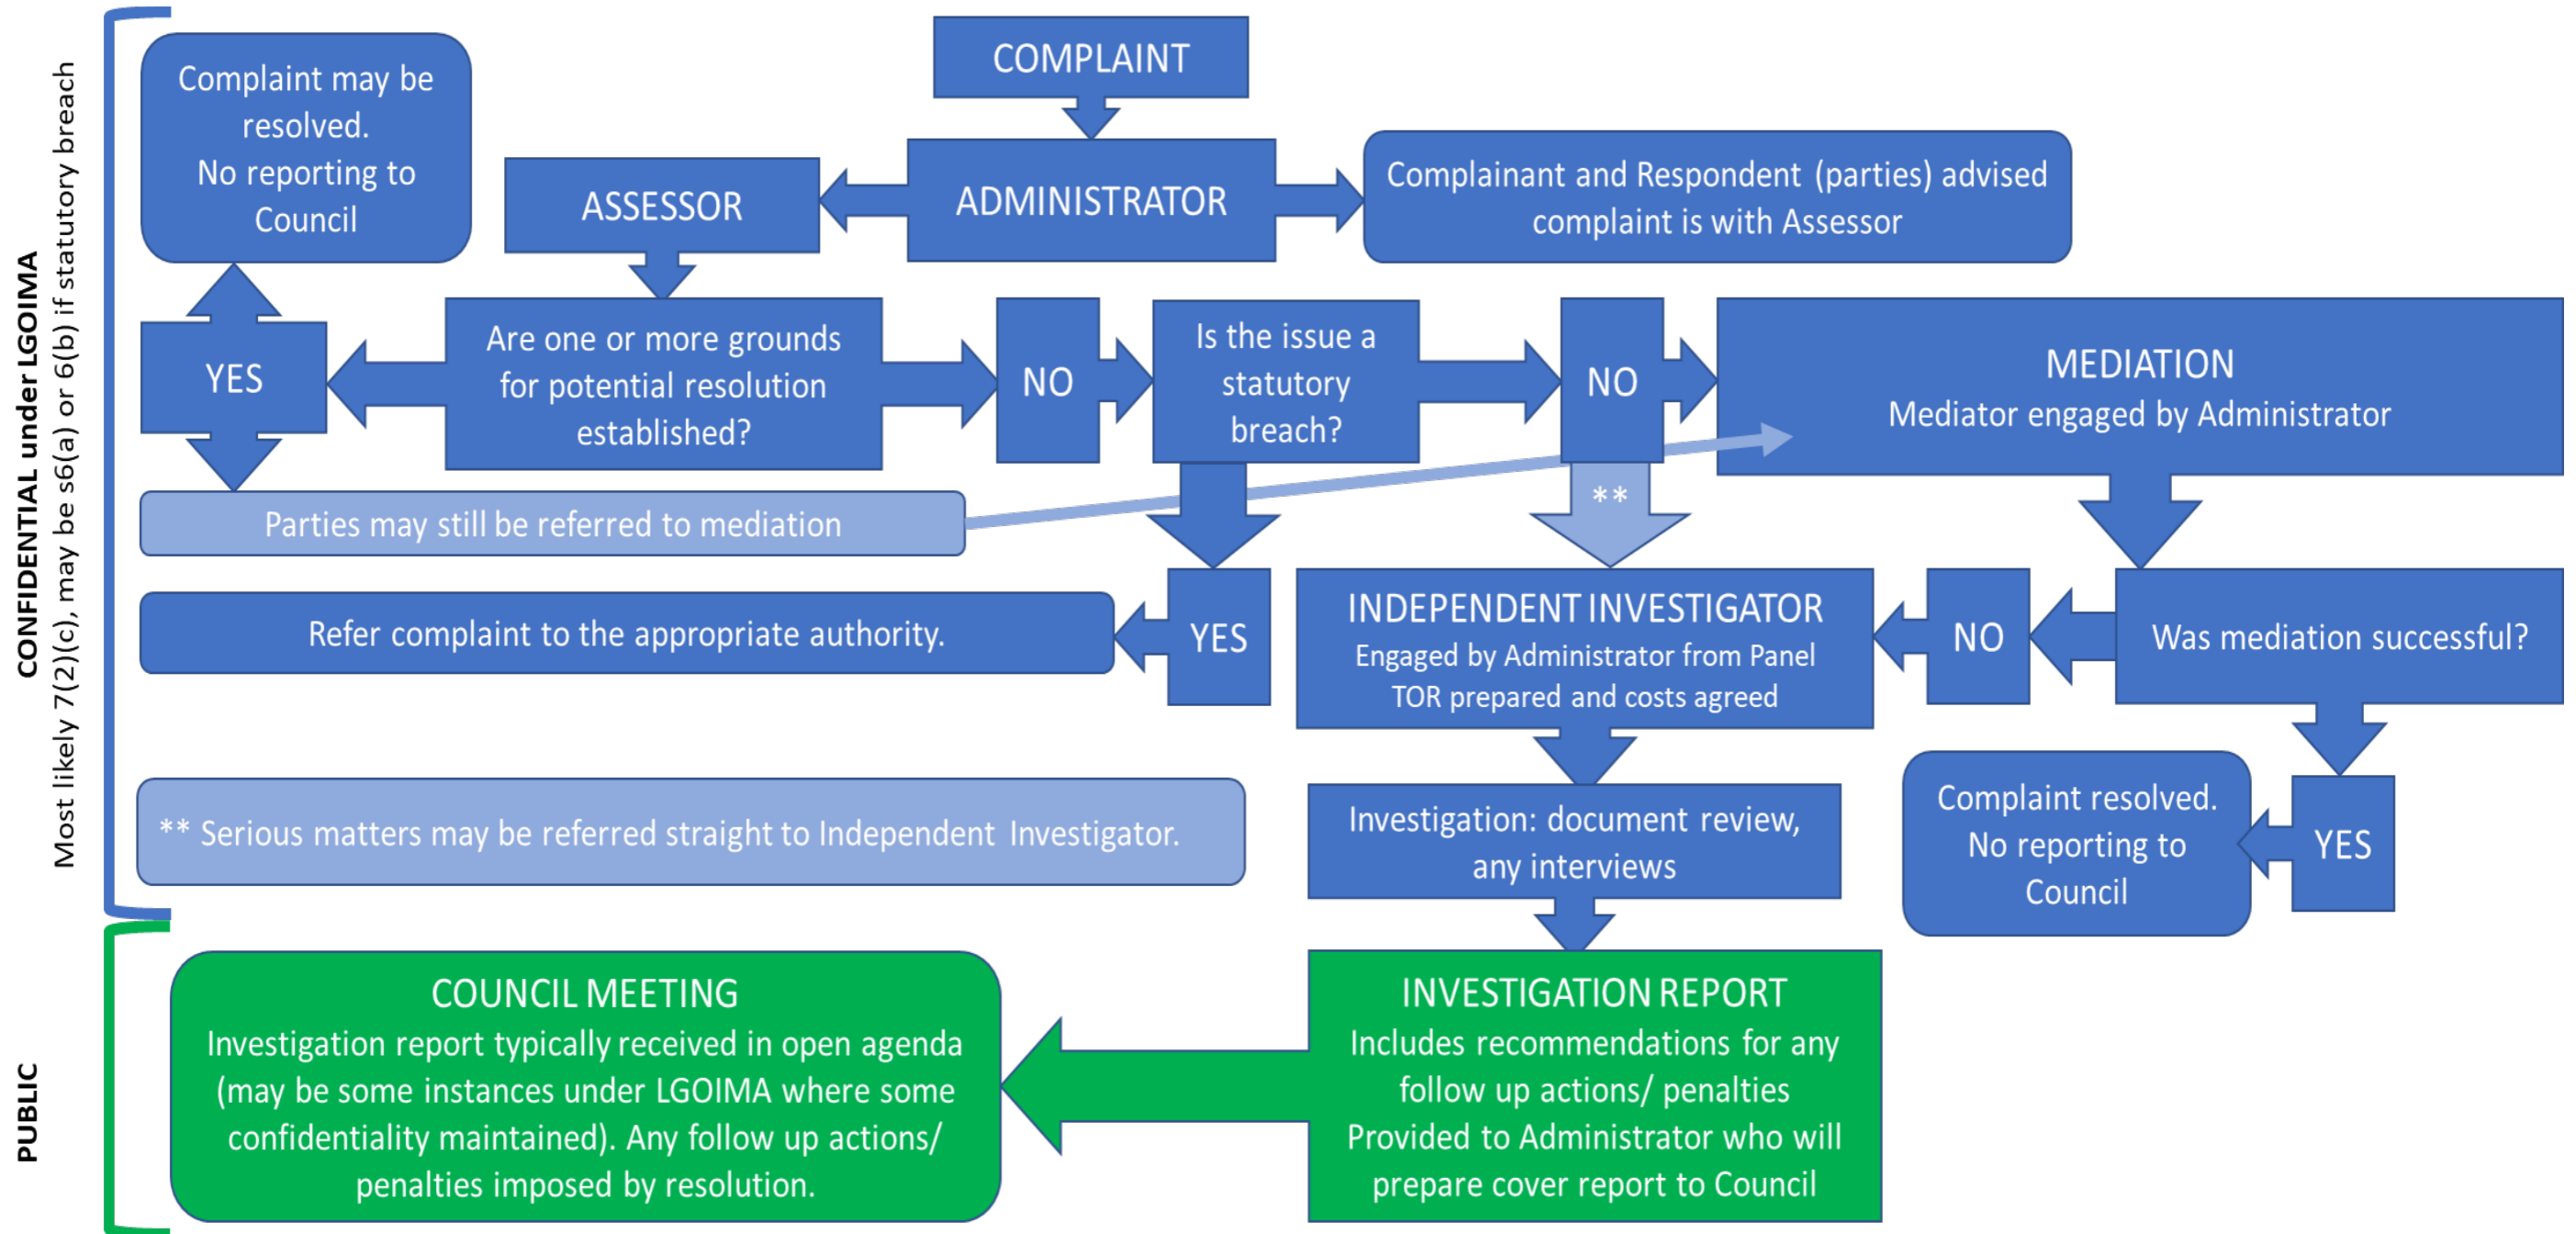 CONFIDENTIAL under LGOIMA
Most likely 7(2)(c), may be s6(a) or 6(b) if statutory breach
Complaint may be
resolved.
No reporting to
Council
COMPLAINT
ASSESSOR
ADMINISTRATOR
Complainant and Respondent (parties) advised
complaint is with Assessor
YES
Are one or more grounds
for potential resolution
established?
NO
Is the issue a
statutory
breach?
NO
MEDIATION
Mediator engaged by Administrator
Parties may still be referred to mediation
**
Refer complaint to the appropriate authority.
YES
INDEPENDENT INVESTIGATOR
Engaged by Administrator from Panel
TOR prepared and costs agreed
NO
Was mediation successful?
** Serious matters may be referred straight to Independent Investigator.
Investigation: document review,
any interviews
Complaint resolved.
No reporting to
Council
YES
PUBLIC
COUNCIL MEETING
Investigation report typically received in open agenda
(may be some instances under LGOIMA where some
confidentiality maintained). Any follow up actions/
penalties imposed by resolution.
INVESTIGATION REPORT
Includes recommendations for any
follow up actions/ penalties
Provided to Administrator who will
prepare cover report to Council